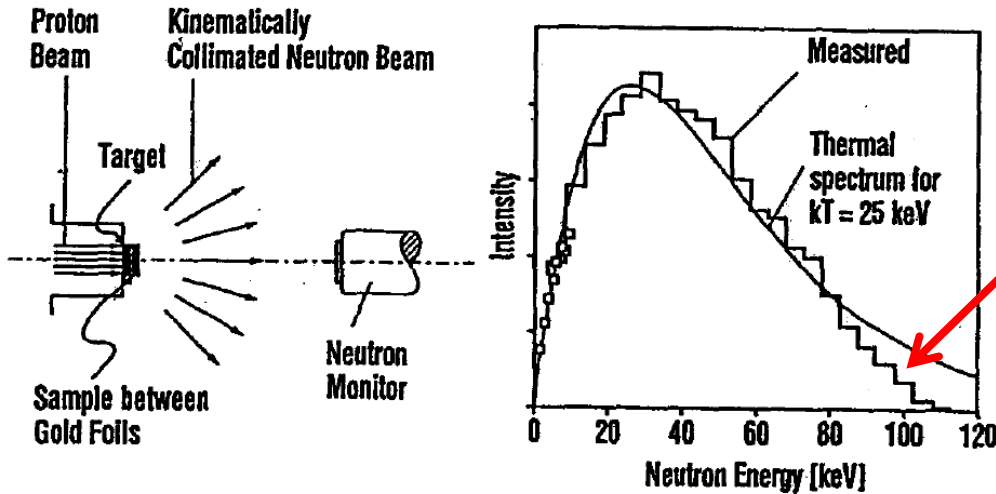 Proton
Beam
Kinematically
Collimated Neutron Beam
Target
Sample between
Gold Foils
Neutron
Monitor
Intensity
Measured
Thermal
spectrum for
kT = 25 keV
0 20 40 60 80 100 120
Neutron Energy [keV]